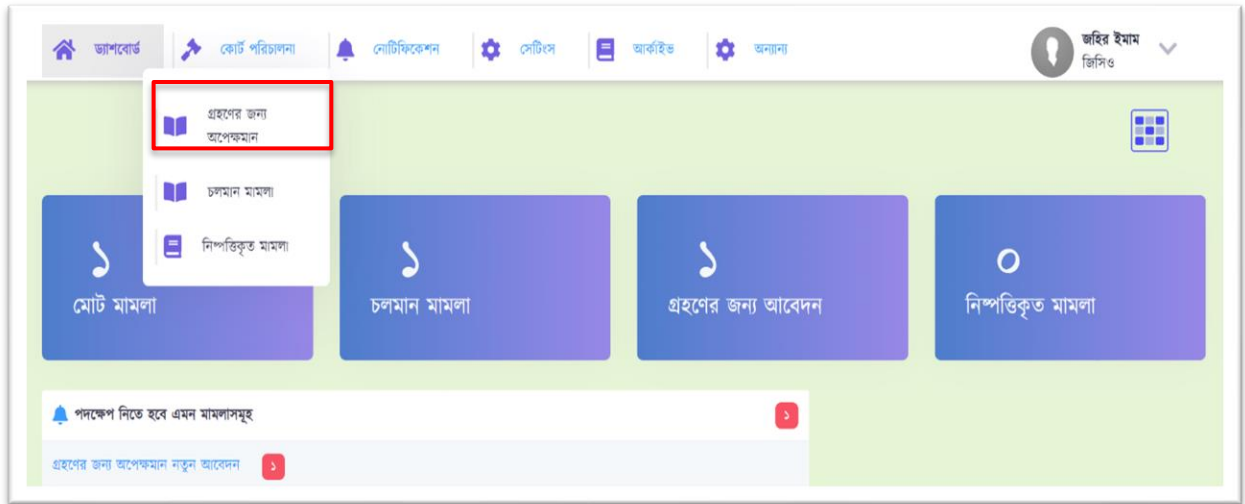 ড্যাশবোর্ড
কোর্ট পরিচালনা
নোটিফিকেশন
সেটিংস
আর্কাইভ
অন্যান্য
জহির ইমাম
জিসিও
গ্রহণের জন্য
অপেক্ষমান
চলমান মামলা
নিষ্পত্তিকৃত মামলা
১
মোট মামলা
১
চলমান মামলা
১
গ্রহণের জন্য আবেদন
০
নিষ্পত্তিকৃত মামলা
পদক্ষেপ নিতে হবে এমন মামলাসমূহ
১
গ্রহণের জন্য অপেক্ষমান নতুন আবেদন
১